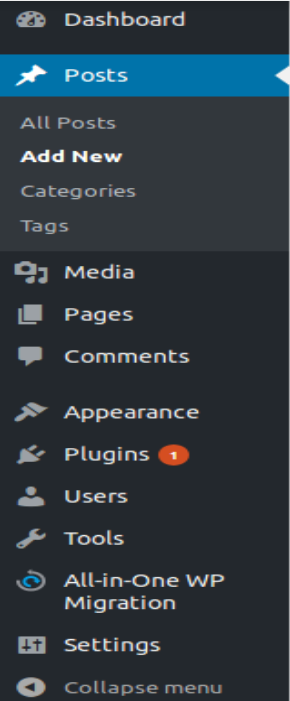 Dashboard
Posts
All Posts
Add New
Categories
Tags
Media
Pages
Comments
Appearance
Plugins 1
Users
Tools
All-in-One WP
Migration
Settings
Collapse menu